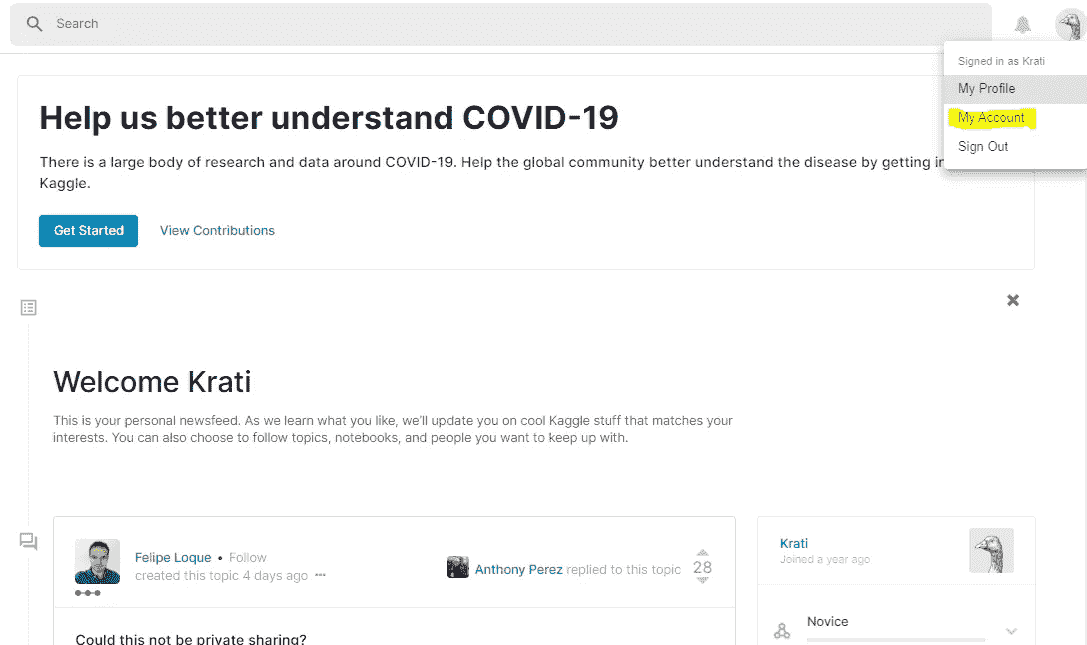 Search
Signed in as Krati
My Profile
My Account
Sign Out
Help us better understand COVID-19
There is a large body of research and data around COVID-19. Help the global community better understand the disease by getting
Kaggle.
Get Started
View Contributions
Welcome Krati
This is your personal newsfeed. As we learn what you like, we'll update you on cool Kaggle stuff that matches your
interests. You can also choose to follow topics, notebooks, and people you want to keep up with.
Felipe Loque • Follow
created this topic 4 days ago •••
Anthony Perez replied to this topic
28
Could this not be private sharing?
Krati
Joined a year ago
Novice